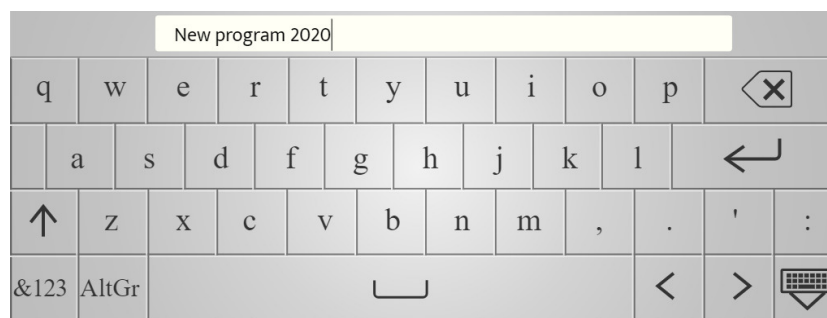 New program 2020
q w e r t y u i o p
a s d f g h j k l
z x c v b n m , . ' :
&123 AltGr < >